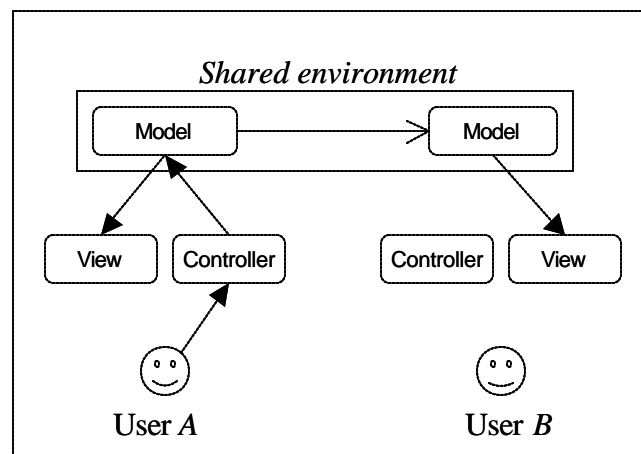 Shared environment
Model
Model
View
Controller
Controller
View
User A
User B